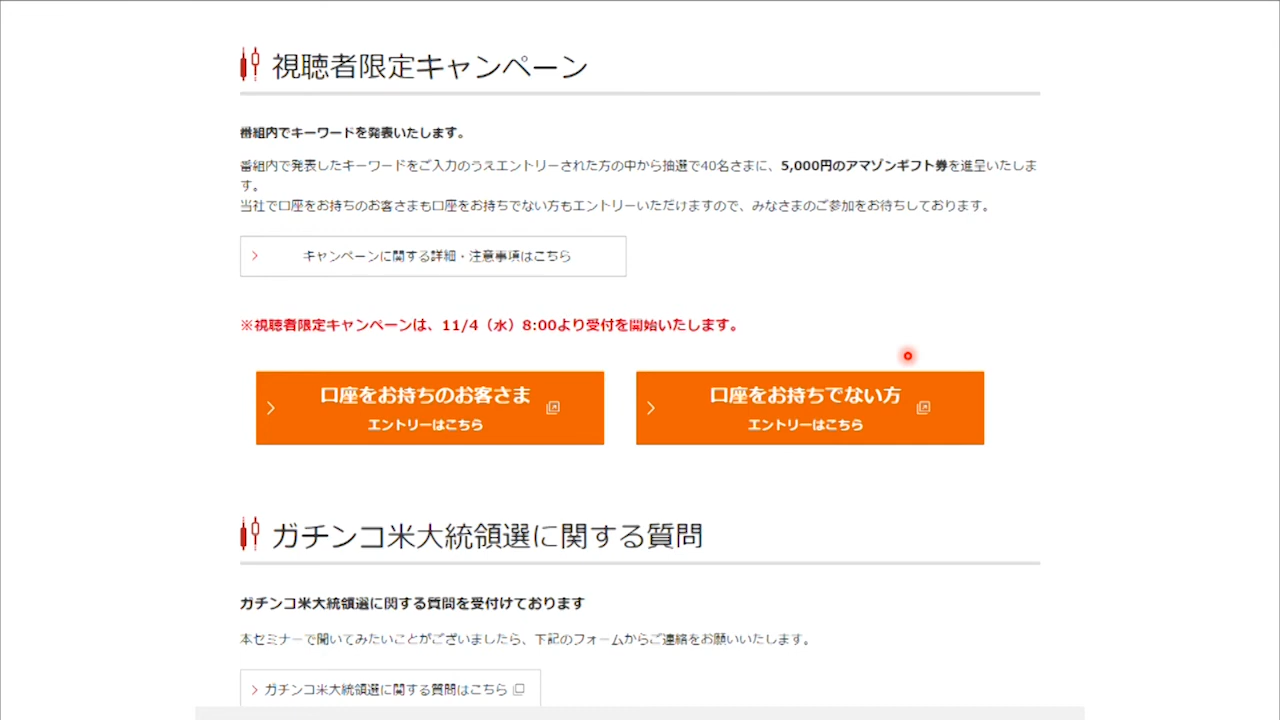 視聴者限定キャンペーン
番組内でキーワードを発表いたします。
番組内で発表したキーワードをご入力のうえエントリーされた方の中から抽選で40名さまに、5,000円のアマゾンギフト券を進呈いたしま
す。
当社で口座をお持ちのお客さまも口座をお持ちでない方もエントリーいただけますので、みなさまのご参加をお待ちしております。
キャンペーンに関する詳細・注意事項はこちら
※視聴者限定キャンペーンは、11/4（水）8:00より受付を開始いたします。
口座をお持ちのお客さま
エントリーはこちら
口座をお持ちでない方
エントリーはこちら
ガチンコ米大統領選に関する質問
ガチンコ米大統領選に関する質問を受付けております
本セミナーで聞いてみたいことがございましたら、下記のフォームからご連絡をお願いいたします。
ガチンコ米大統領選に関する質問はこちら